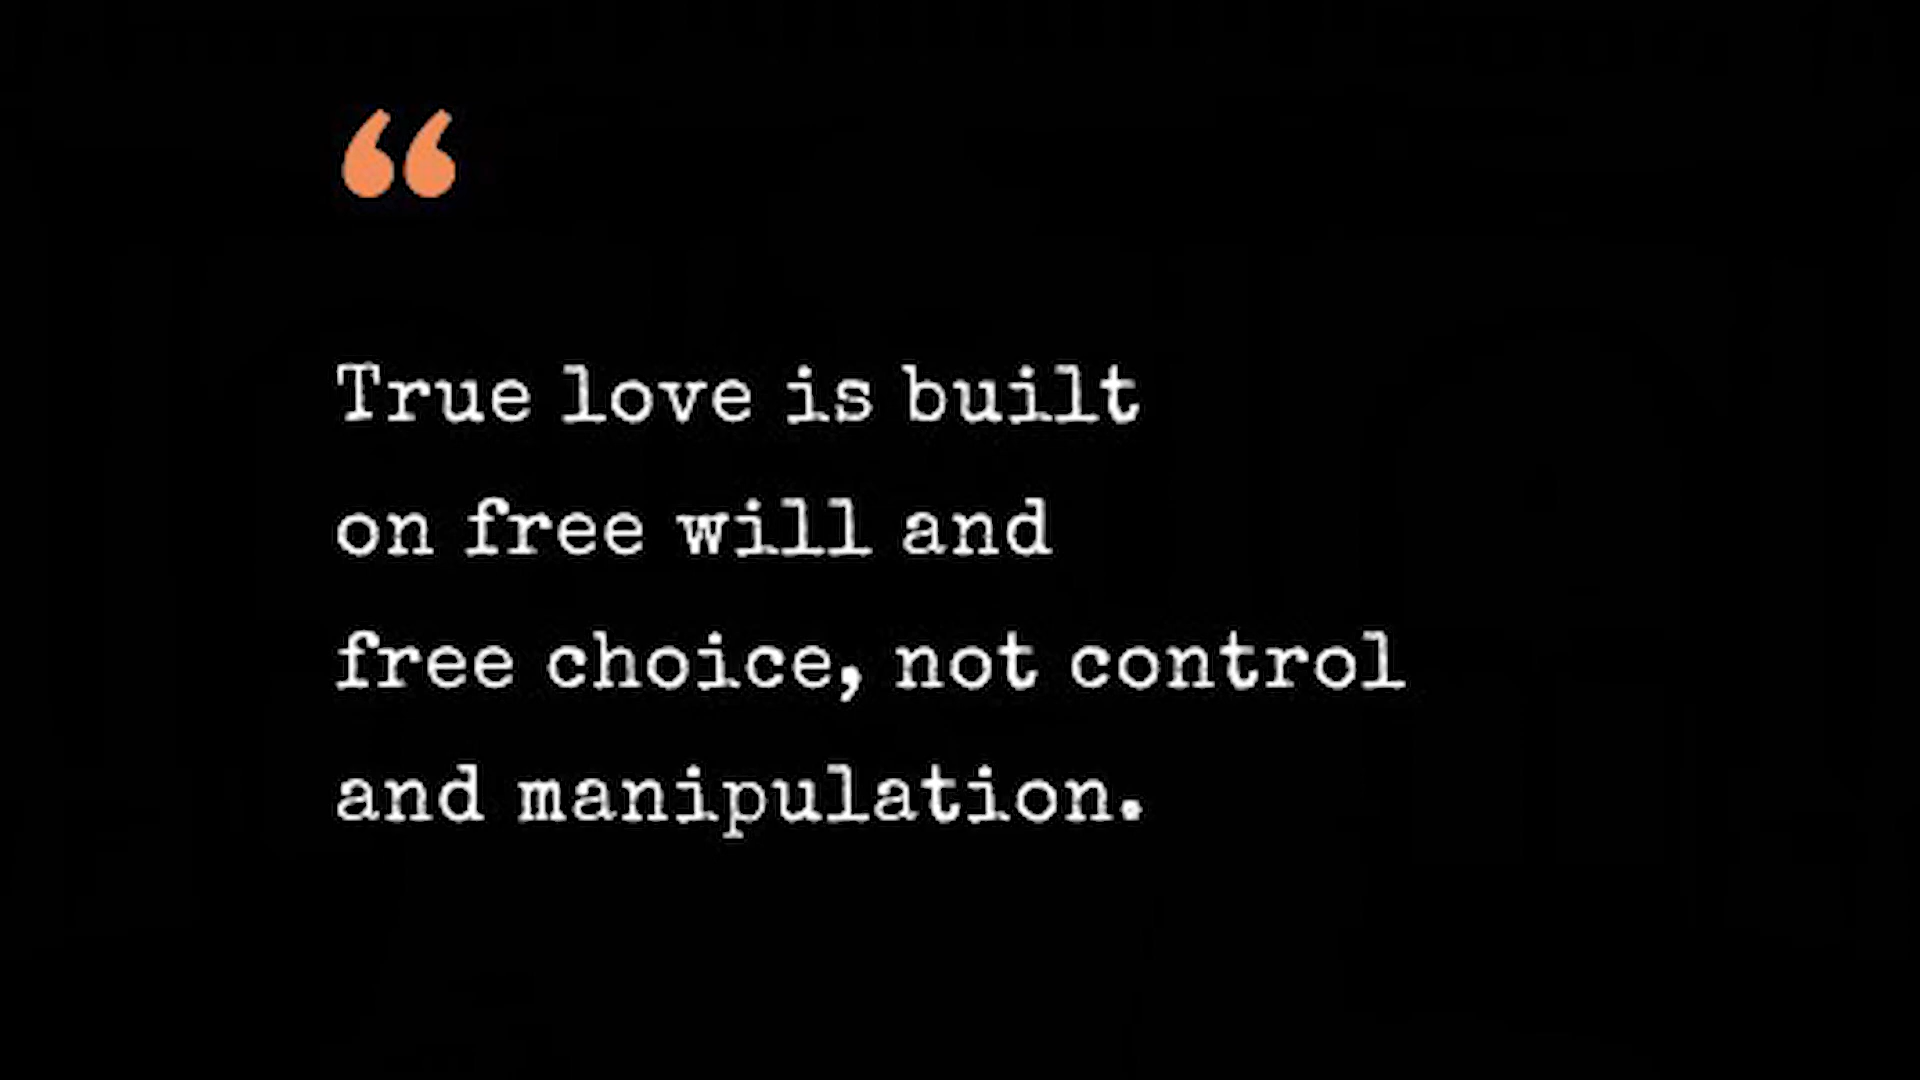 “
True love is built
on free will and
free choice, not control
and manipulation.